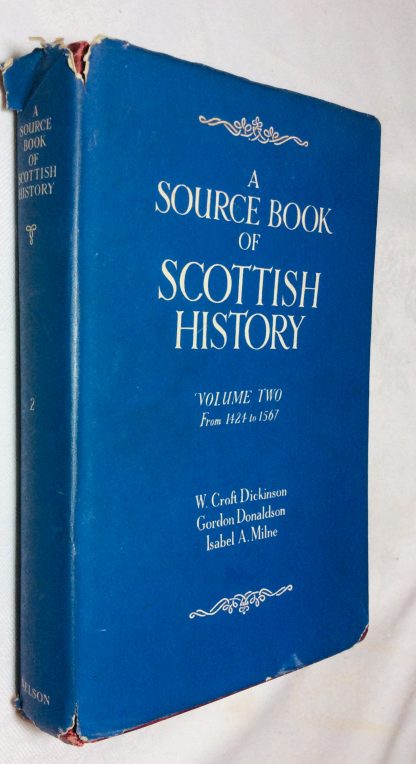 A
SOURCE
BOOK
OF
SCOTTISH
HISTORY
2
NELSON
A
SOURCE BOOK
OF
SCOTTISH
HISTORY
VOLUME TWO
From 1424 to 1567
W. Croft Dickinson
Gordon Donaldson
Isabel A. Milne